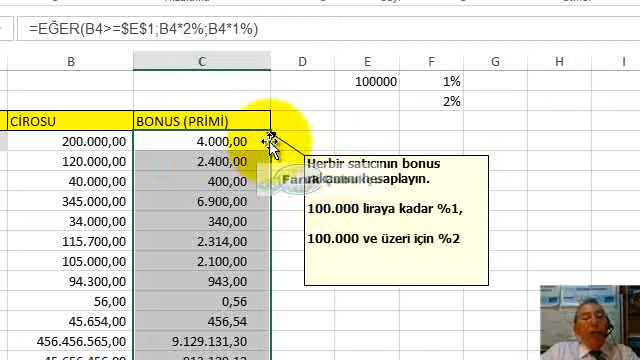 =EĞER(B4>=$E$1;B4*2%;B4*1%)
B C D E F G H I
100000 1%
2%
CİROSU BONUS (PRİMİ)
200.000,00 4.000,00
120.000,00 2.400,00
40.000,00 400,00
345.000,00 6.900,00
34.000,00 340,00
115.700,00 2.314,00
105.000,00 2.100,00
94.300,00 943,00
56,00 0,56
45.654,00 456,54
456.456.565,00 9.129.131,30
Herbir satıcının bonus
hesaplayın.
100.000 liraya kadar %1,
100.000 ve üzeri için %2